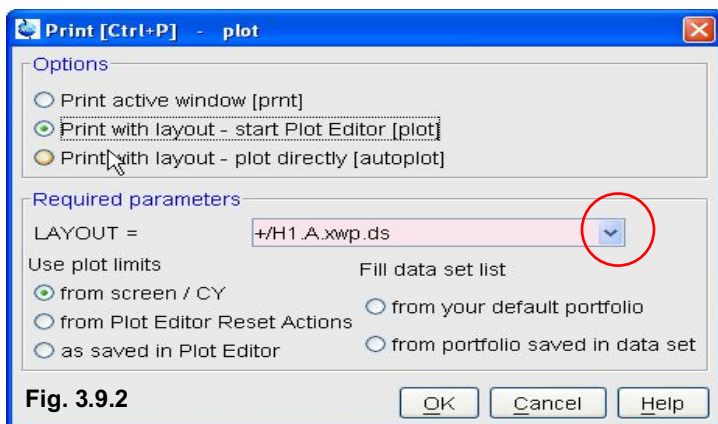 Print [Ctrl+P] - plot
Options
Print active window [prnt]
Print with layout - start Plot Editor [plot]
Print with layout - plot directly [autoplot]
Required parameters
LAYOUT = +/H1.A.xwp.ds
Use plot limits
from screen / CY
from Plot Editor Reset Actions
as saved in Plot Editor
Fill data set list
from your default portfolio
from portfolio saved in data set
Fig. 3.9.2
OK Cancel Help